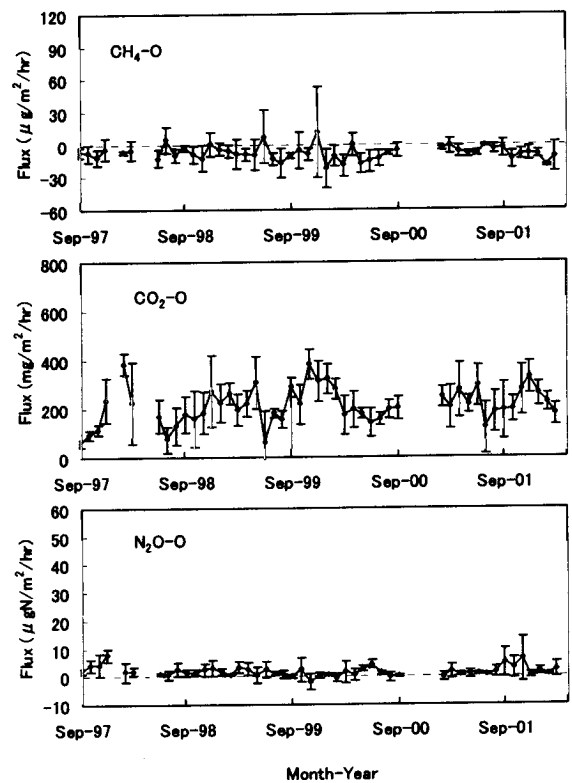 120
90
60
30
0
-30
-60
Flux (μg/m²/hr)
CH₄-O
Sep-97 Sep-98 Sep-99 Sep-00 Sep-01
800
600
400
200
0
Flux (mg/m²/hr)
CO₂-O
Sep-97 Sep-98 Sep-99 Sep-00 Sep-01
60
50
40
30
20
10
0
-10
Flux (μgN/m²/hr)
N₂O-O
Sep-97 Sep-98 Sep-99 Sep-00 Sep-01
Month-Year